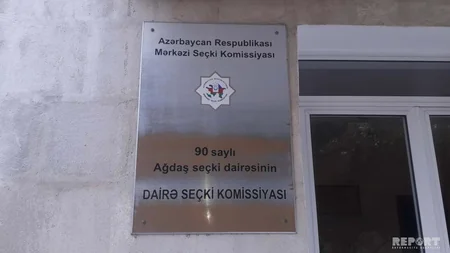 Azərbaycan Respublikası
Mərkəzi Seçki Komissiyası
90 saylı
Ağdaş seçki dairəsinin
DAİRƏ SEÇKİ KOMİSSİYASI
REPORT